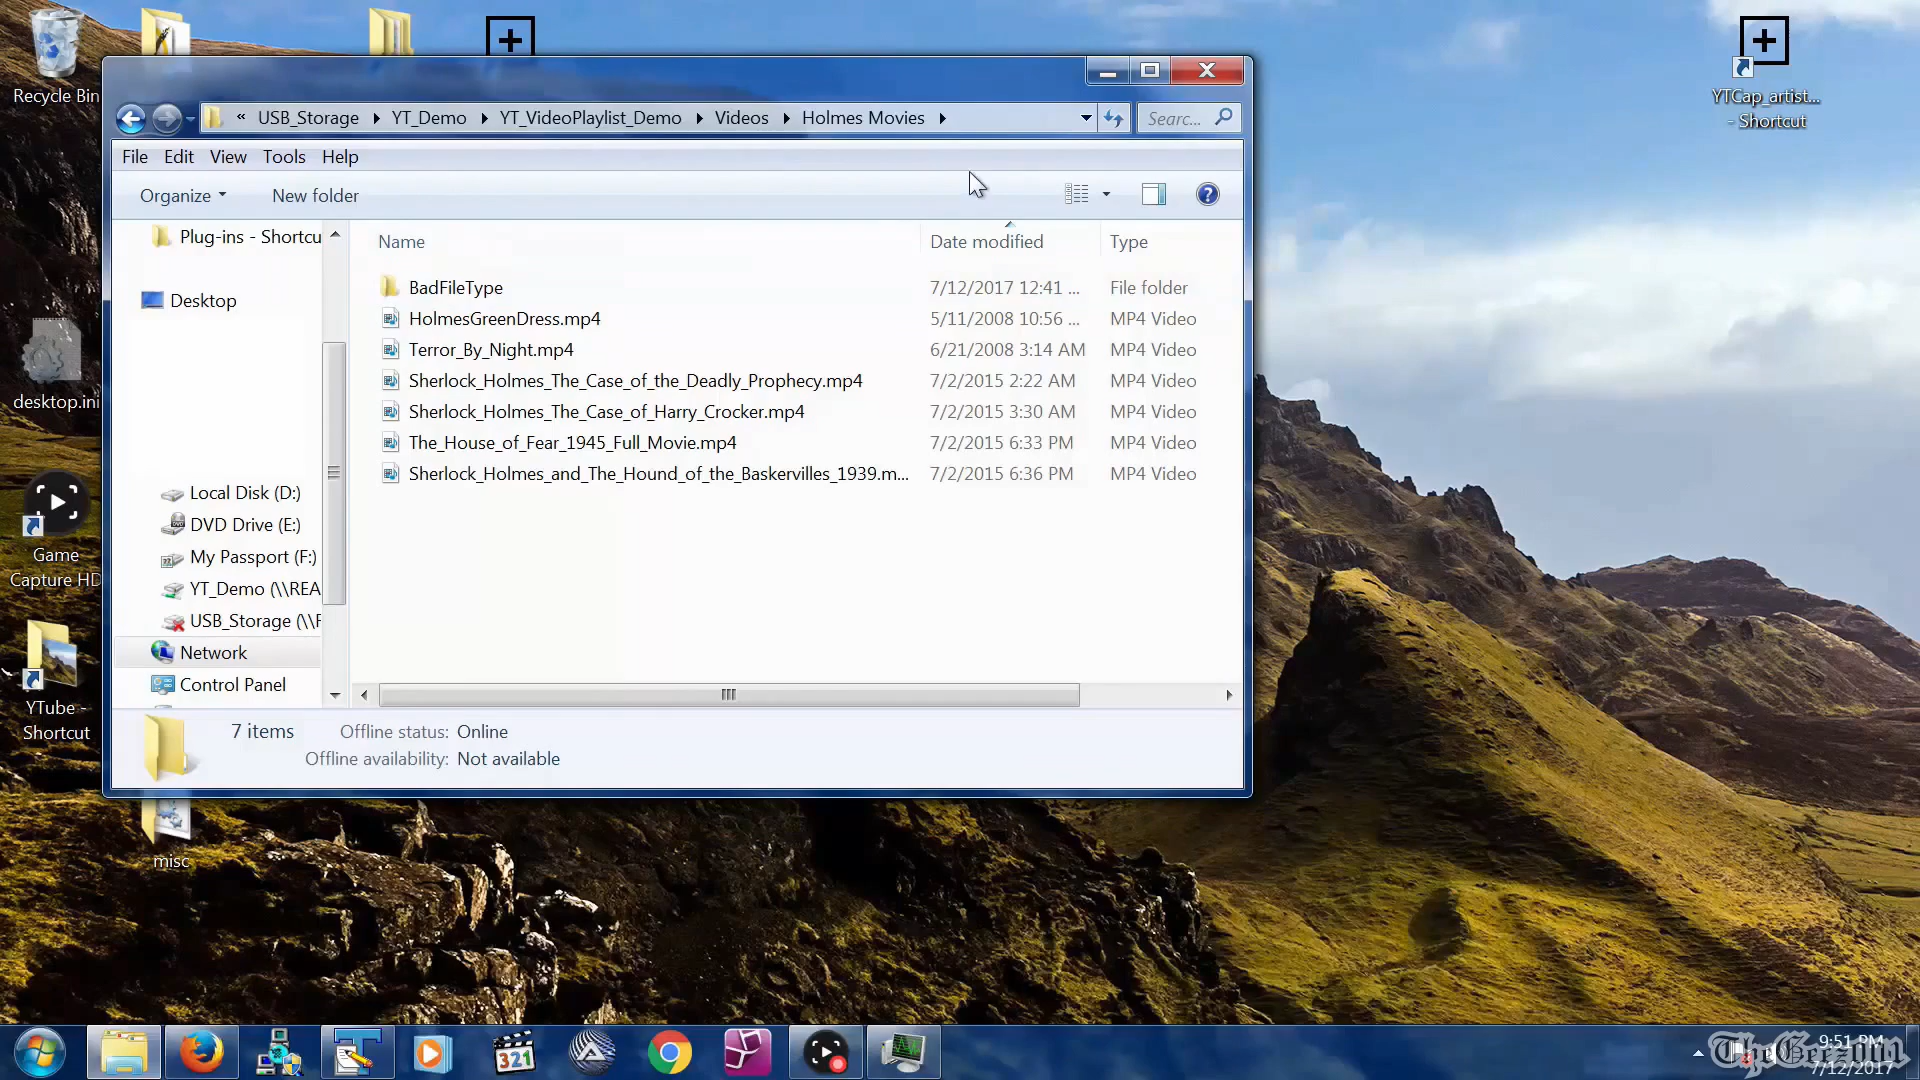 Recycle Bin
YTCap_artist...
- Shortcut
« USB_Storage YT_Demo YT_VideoPlaylist_Demo Videos Holmes Movies
Searc...
File Edit View Tools Help
Organize New folder
Plug-ins - Shortcu
Desktop
Local Disk (D:)
DVD Drive (E:)
My Passport (F:)
YT_Demo (\\REA
USB_Storage (\\F
Network
Control Panel
Name Date modified Type
BadFileType 7/12/2017 12:41 ... File folder
HolmesGreenDress.mp4 5/11/2008 10:56 ... MP4 Video
Terror_By_Night.mp4 6/21/2008 3:14 AM MP4 Video
Sherlock_Holmes_The_Case_of_the_Deadly_Prophecy.mp4 7/2/2015 2:22 AM MP4 Video
Sherlock_Holmes_The_Case_of_Harry_Crocker.mp4 7/2/2015 3:30 AM MP4 Video
The_House_of_Fear_1945_Full_Movie.mp4 7/2/2015 6:33 PM MP4 Video
Sherlock_Holmes_and_The_Hound_of_the_Baskervilles_1939.m... 7/2/2015 6:36 PM MP4 Video
7 items Offline status: Online
Offline availability: Not available
desktop.ini
Game
Capture HD
YTube -
Shortcut
misc
321
9:51 PM
7/12/2017